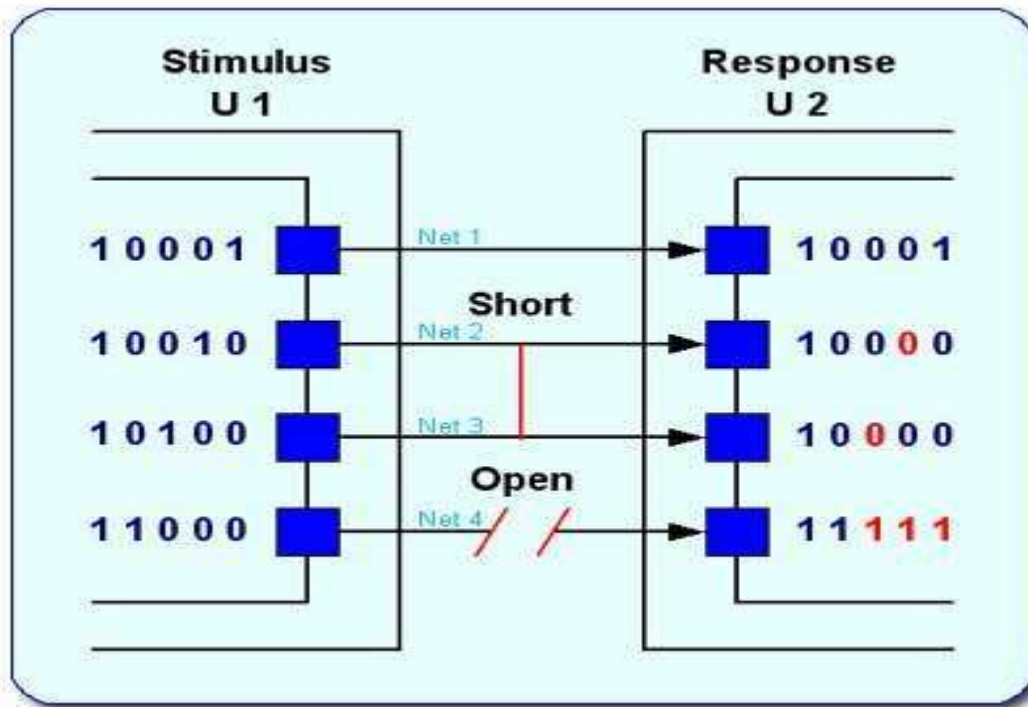 Stimulus
U 1
Response
U 2
1 0 0 0 1
Net 1
1 0 0 0 1
Short
1 0 0 1 0
Net 2
1 0 0 0 0
1 0 1 0 0
Net 3
1 0 0 0 0
Open
1 1 0 0 0
Net 4
1 1 1 1 1